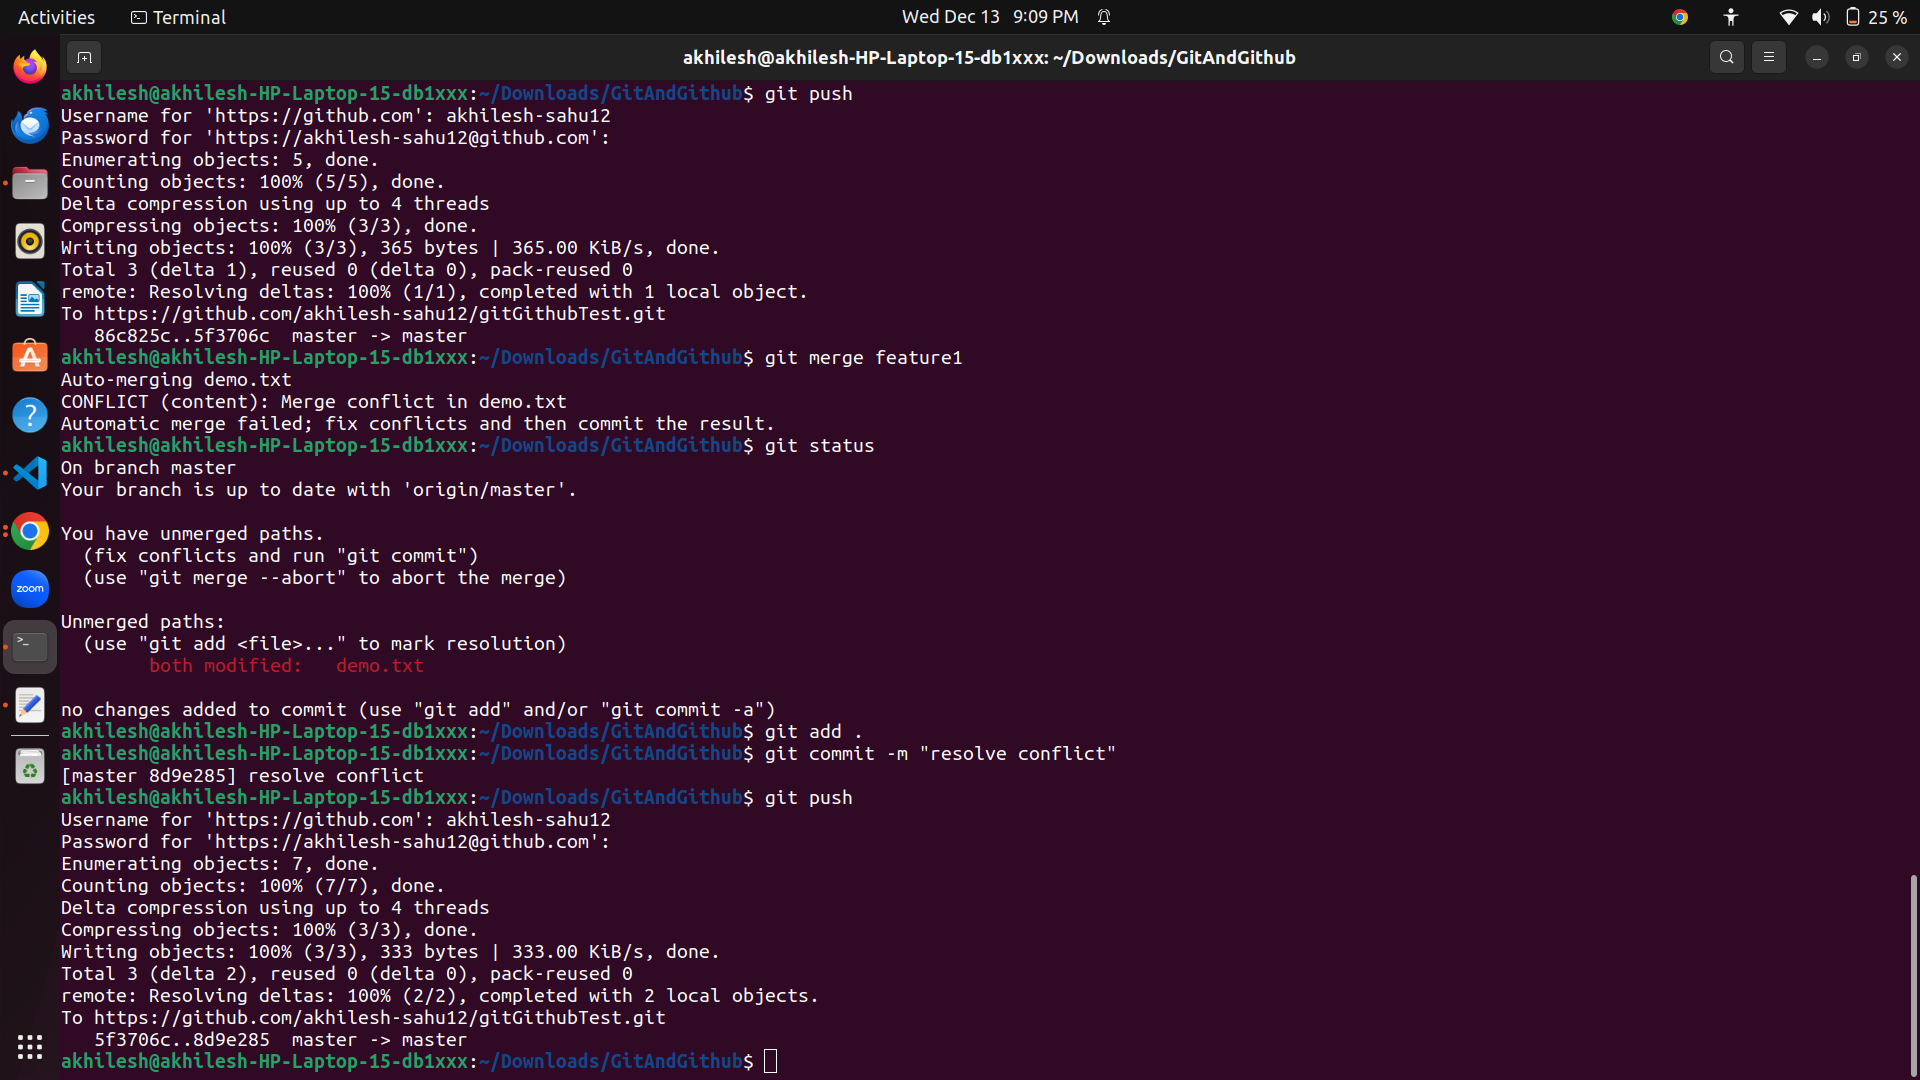 Activities Terminal Wed Dec 13 9:09 PM 25 %
akhilesh@akhilesh-HP-Laptop-15-db1xxx: ~/Downloads/GitAndGithub
akhilesh@akhilesh-HP-Laptop-15-db1xxx:~/Downloads/GitAndGithub$ git push
Username for 'https://github.com': akhilesh-sahu12
Password for 'https://akhilesh-sahu12@github.com':
Enumerating objects: 5, done.
Counting objects: 100% (5/5), done.
Delta compression using up to 4 threads
Compressing objects: 100% (3/3), done.
Writing objects: 100% (3/3), 365 bytes | 365.00 KiB/s, done.
Total 3 (delta 1), reused 0 (delta 0), pack-reused 0
remote: Resolving deltas: 100% (1/1), completed with 1 local object.
To https://github.com/akhilesh-sahu12/gitGithubTest.git
   86c825c..5f3706c  master -> master
akhilesh@akhilesh-HP-Laptop-15-db1xxx:~/Downloads/GitAndGithub$ git merge feature1
Auto-merging demo.txt
CONFLICT (content): Merge conflict in demo.txt
Automatic merge failed; fix conflicts and then commit the result.
akhilesh@akhilesh-HP-Laptop-15-db1xxx:~/Downloads/GitAndGithub$ git status
On branch master
Your branch is up to date with 'origin/master'.

You have unmerged paths.
  (fix conflicts and run "git commit")
  (use "git merge --abort" to abort the merge)

Unmerged paths:
  (use "git add <file>..." to mark resolution)
        both modified:   demo.txt

no changes added to commit (use "git add" and/or "git commit -a")
akhilesh@akhilesh-HP-Laptop-15-db1xxx:~/Downloads/GitAndGithub$ git add .
akhilesh@akhilesh-HP-Laptop-15-db1xxx:~/Downloads/GitAndGithub$ git commit -m "resolve conflict"
[master 8d9e285] resolve conflict
akhilesh@akhilesh-HP-Laptop-15-db1xxx:~/Downloads/GitAndGithub$ git push
Username for 'https://github.com': akhilesh-sahu12
Password for 'https://akhilesh-sahu12@github.com':
Enumerating objects: 7, done.
Counting objects: 100% (7/7), done.
Delta compression using up to 4 threads
Compressing objects: 100% (3/3), done.
Writing objects: 100% (3/3), 333 bytes | 333.00 KiB/s, done.
Total 3 (delta 2), reused 0 (delta 0), pack-reused 0
remote: Resolving deltas: 100% (2/2), completed with 2 local objects.
To https://github.com/akhilesh-sahu12/gitGithubTest.git
   5f3706c..8d9e285  master -> master
akhilesh@akhilesh-HP-Laptop-15-db1xxx:~/Downloads/GitAndGithub$
zoom